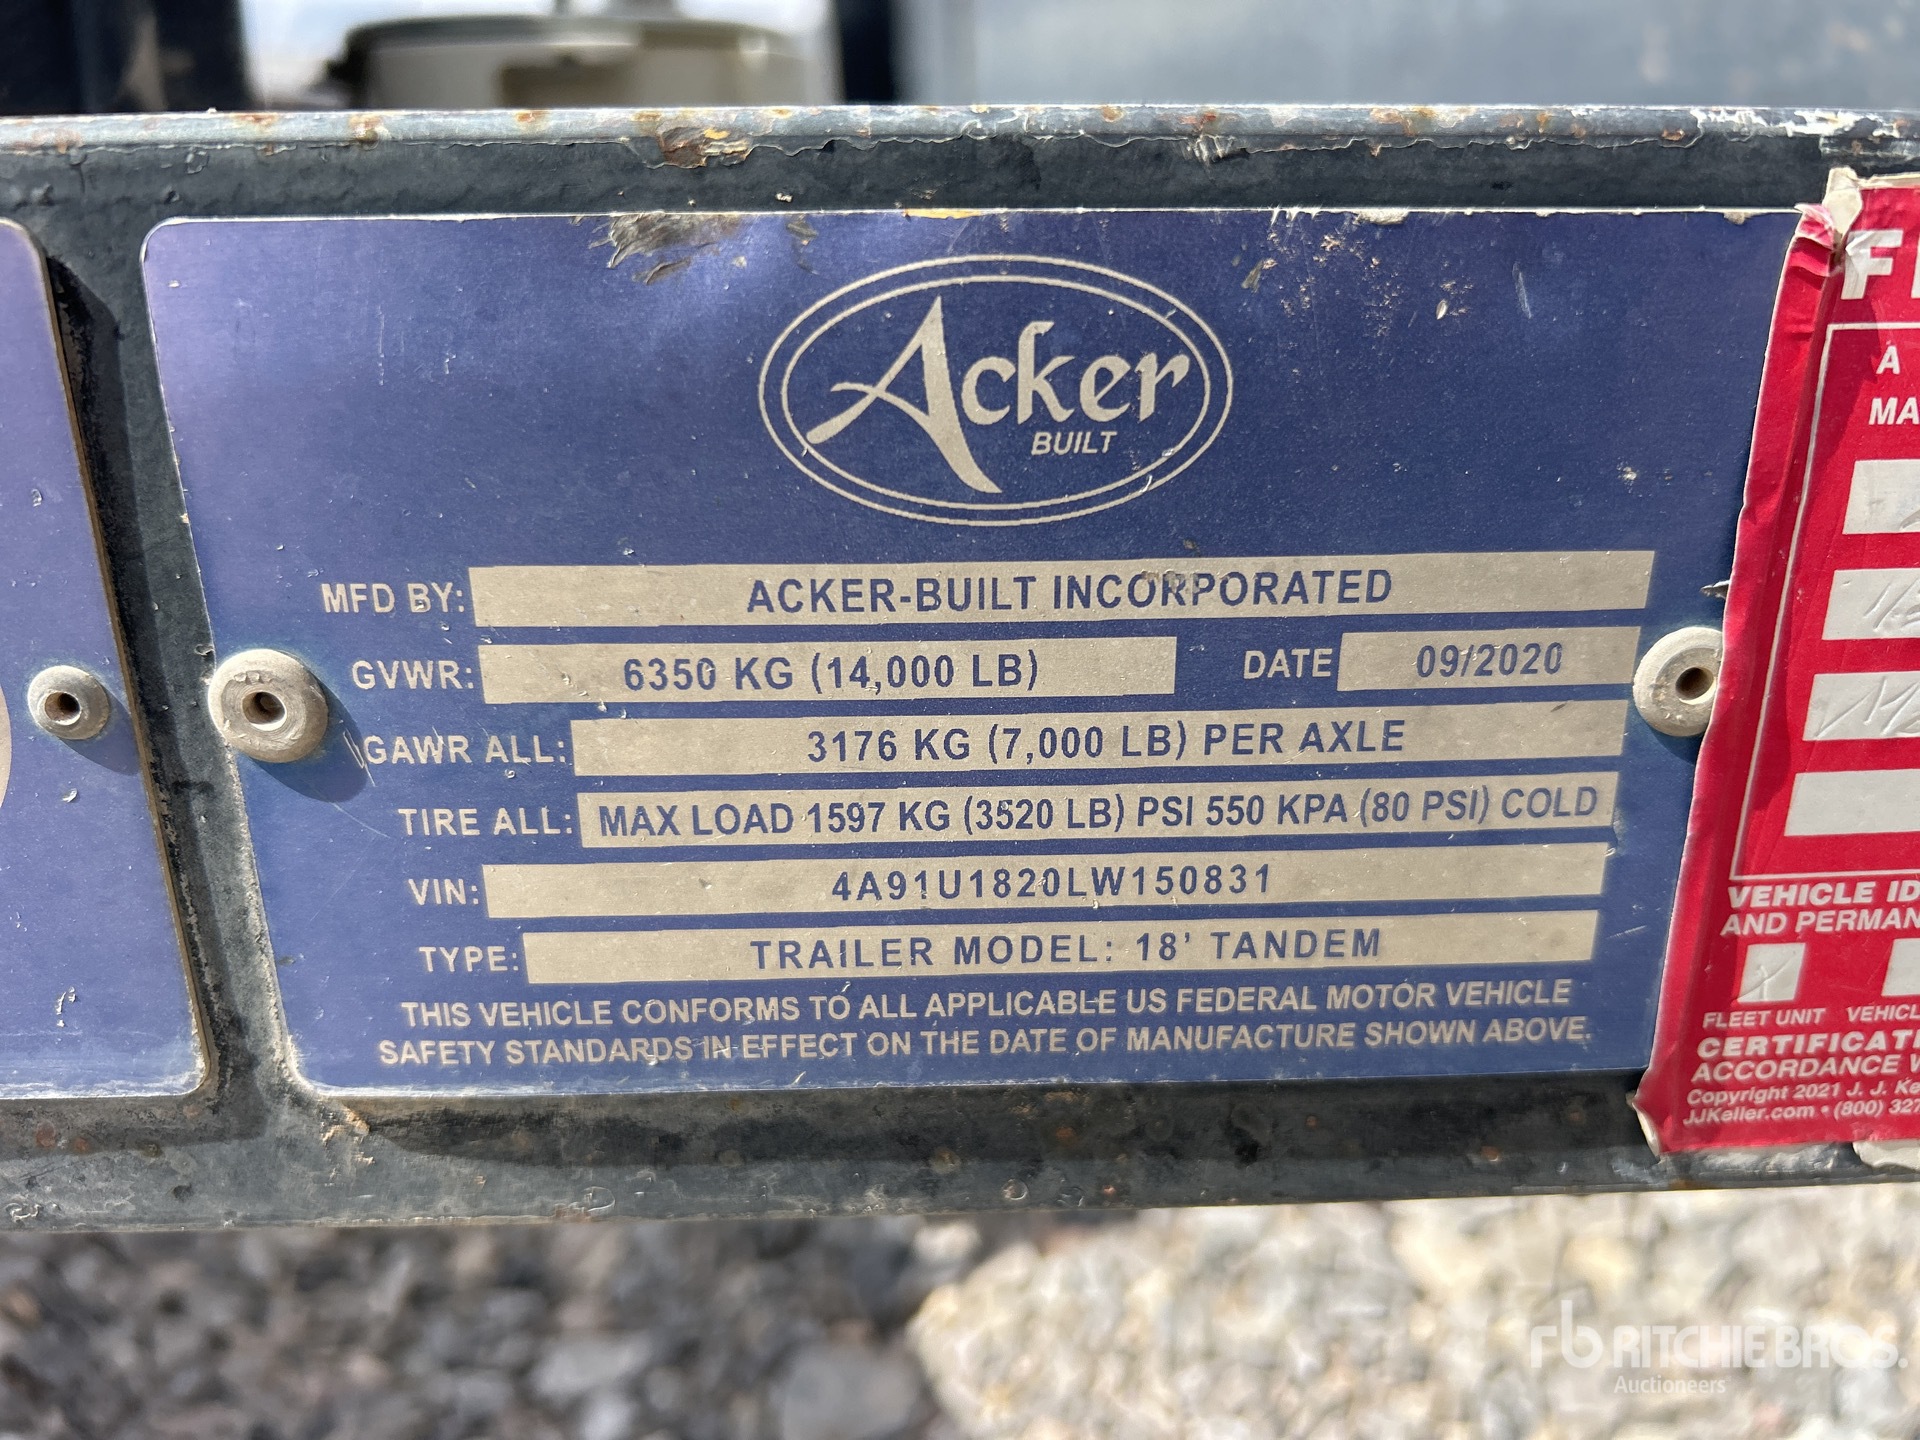 Acker
BUILT
MFD BY: ACKER-BUILT INCORPORATED
GVWR: 6350 KG (14,000 LB) DATE 09/2020
GAWR ALL: 3176 KG (7,000 LB) PER AXLE
TIRE ALL: MAX LOAD 1597 KG (3520 LB) PSI 550 KPA (80 PSI) COLD
VIN: 4A91U1820LW150831
TYPE: TRAILER MODEL: 18' TANDEM
THIS VEHICLE CONFORMS TO ALL APPLICABLE US FEDERAL MOTOR VEHICLE
SAFETY STANDARDS IN EFFECT ON THE DATE OF MANUFACTURE SHOWN ABOVE.
A
MA
VEHICLE ID
AND PERMAN
FLEET UNIT VEHICL
CERTIFICATI
ACCORDANCE W
Copyright 2021 J. J. Ke
JJKeller.com • (800) 327
rb RITCHIE BROS.
Auctioneers